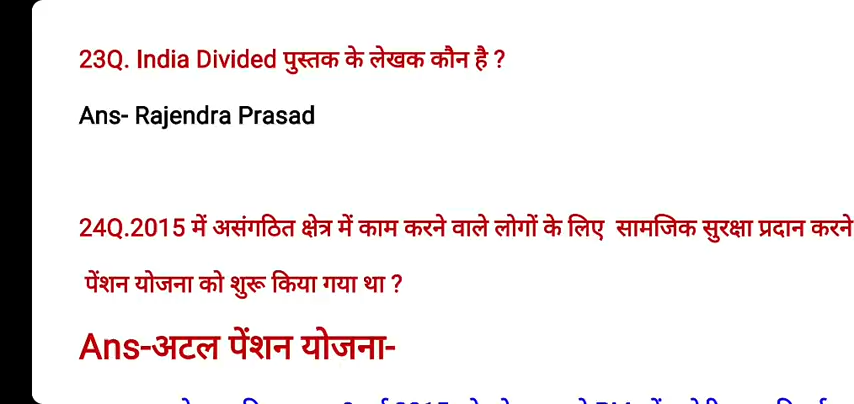 23Q. India Divided पुस्तक के लेखक कौन है ?
Ans- Rajendra Prasad
24Q.2015 में असंगठित क्षेत्र में काम करने वाले लोगों के लिए सामजिक सुरक्षा प्रदान करने
पेंशन योजना को शुरू किया गया था ?
Ans-अटल पेंशन योजना-